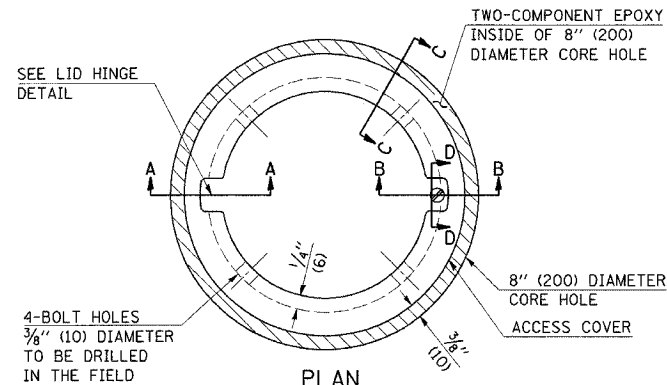 TWO-COMPONENT EPOXY
INSIDE OF 8" (200)
DIAMETER CORE HOLE
SEE LID HINGE
DETAIL
C
C
A
A
B
B
D
D
1/4"
(6)
3/8"
(10)
8" (200) DIAMETER
CORE HOLE
ACCESS COVER
4-BOLT HOLES
3/8" (10) DIAMETER
TO BE DRILLED
IN THE FIELD
PLAN